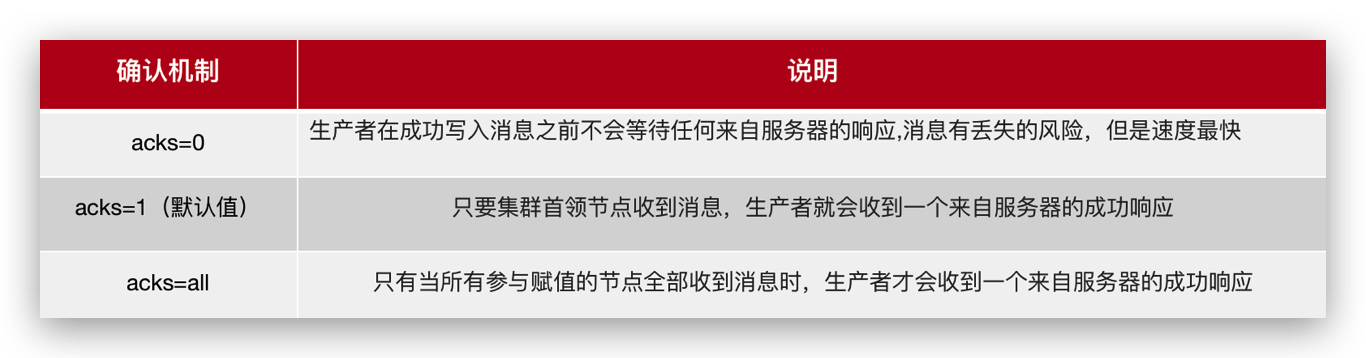 确认机制
说明
acks=0
生产者在成功写入消息之前不会等待任何来自服务器的响应,消息有丢失的风险，但是速度最快
acks=1（默认值）
只要集群首领节点收到消息，生产者就会收到一个来自服务器的成功响应
acks=all
只有当所有参与赋值的节点全部收到消息时，生产者才会收到一个来自服务器的成功响应